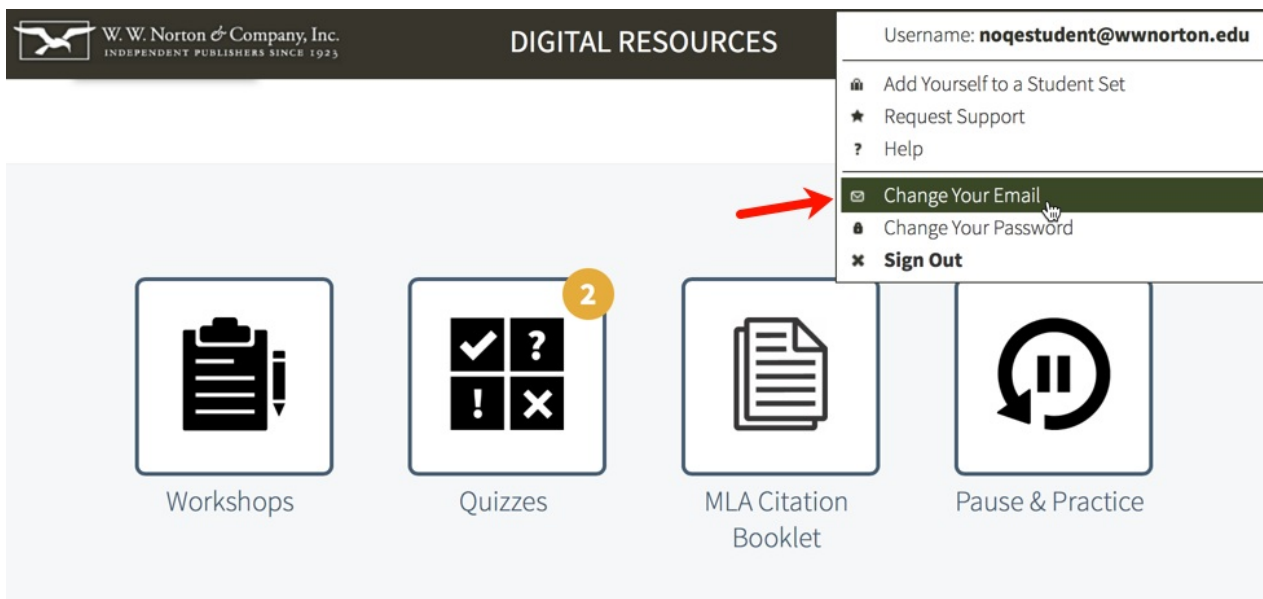 W. W. Norton & Company, Inc.
INDEPENDENT PUBLISHERS SINCE 1923
DIGITAL RESOURCES
Username: noqestudent@wwnorton.edu
Add Yourself to a Student Set
Request Support
? Help
Change Your Email
Change Your Password
Sign Out
2
? 
!
Workshops
Quizzes
MLA Citation
Booklet
Pause & Practice